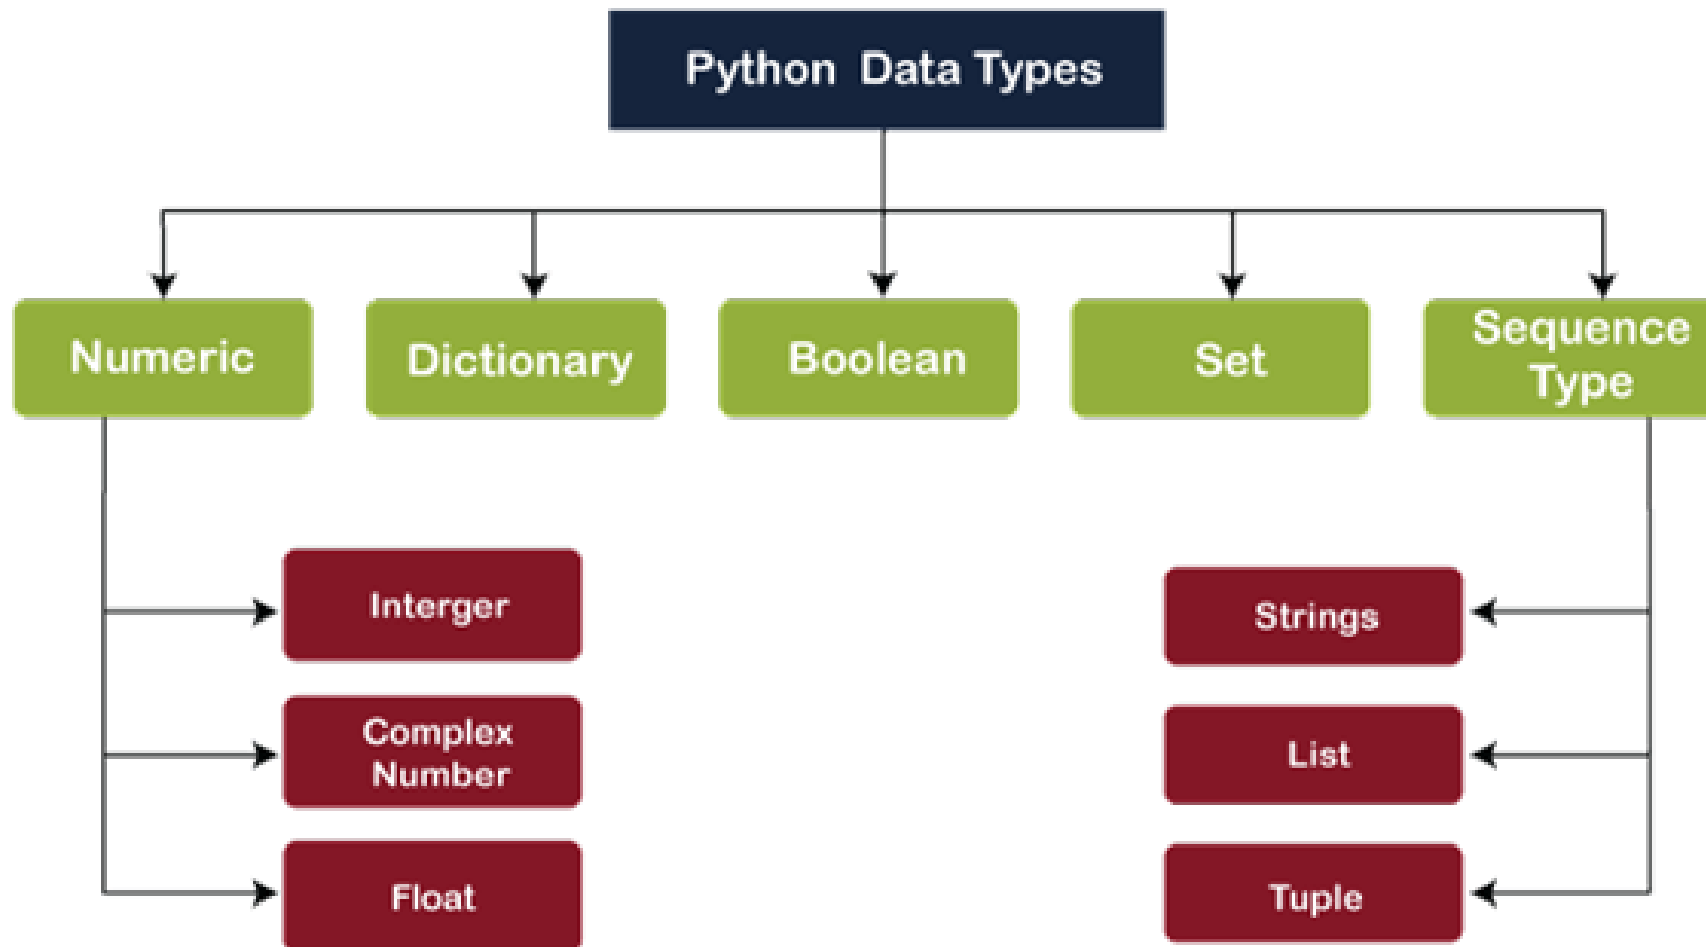 Python Data Types
Numeric
Dictionary
Boolean
Set
Sequence
Type
Interger
Complex
Number
Float
Strings
List
Tuple